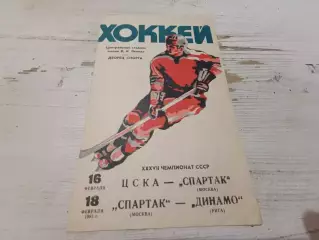 ХОККЕЙ
Центральный стадион
имени В. И. Ленина
ДВОРЕЦ СПОРТА
XXXVII ЧЕМПИОНАТ СССР
16 ФЕВРАЛЯ
ЦСКА — „СПАРТАК"
(МОСКВА)
18 ФЕВРАЛЯ
„СПАРТАК" — „ДИНАМО"
(МОСКВА) (РИГА)